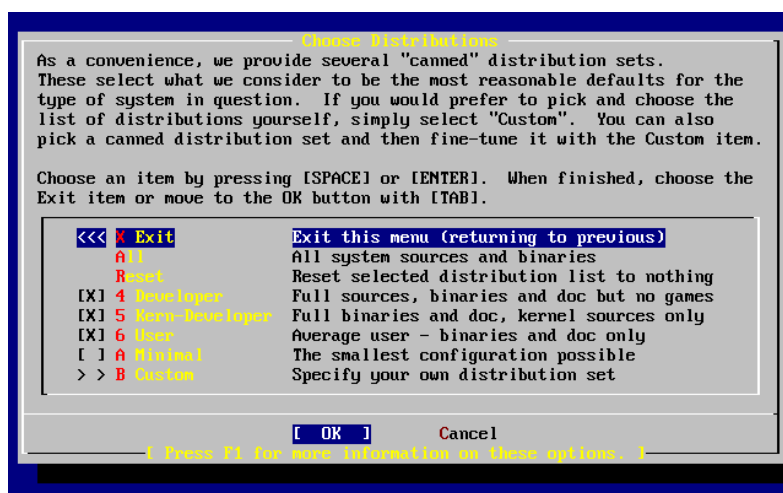 Choose Distributions
As a convenience, we provide several "canned" distribution sets.
These select what we consider to be the most reasonable defaults for the
type of system in question.  If you would prefer to pick and choose the
list of distributions yourself, simply select "Custom".  You can also
pick a canned distribution set and then fine-tune it with the Custom item.
Choose an item by pressing [SPACE] or [ENTER].  When finished, choose the
Exit item or move to the OK button with [TAB].
<<< X Exit Exit this menu (returning to previous)
All All system sources and binaries
Reset Reset selected distribution list to nothing
[X] 4 Developer Full sources, binaries and doc but no games
[X] 5 Kern-Developer Full binaries and doc, kernel sources only
[X] 6 User Average user - binaries and doc only
[ ] A Minimal The smallest configuration possible
> > B Custom Specify your own distribution set
[ OK ] Cancel
[ Press F1 for more information on these options. ]